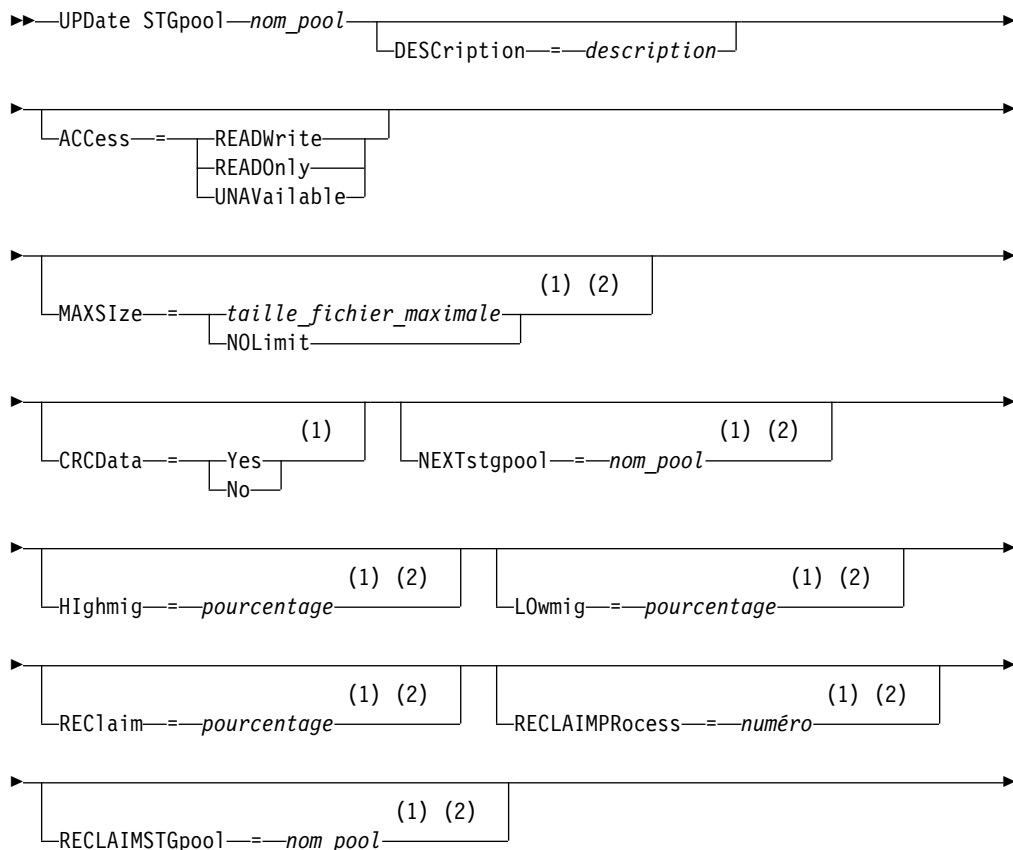 UPDate STGpool nom_pool
DESCription = description
ACCess = READWrite
READOnly
UNAVailable
(1) (2)
MAXSIze = taille_fichier_maximale
NOLimit
(1) (1) (2)
CRCData = Yes NEXTstgpool = nom_pool
No
(1) (2) (1) (2)
HIghmig = pourcentage LOwmig = pourcentage
(1) (2) (1) (2)
REClaim = pourcentage RECLAIMPRocess = numéro
(1) (2)
RECLAIMSTGpool = nom_pool